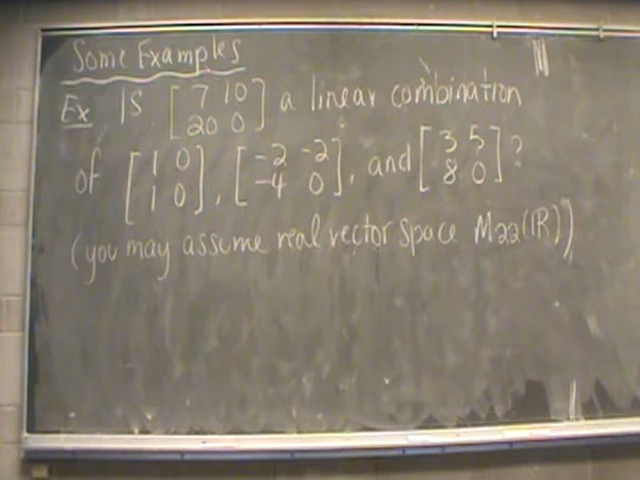 Some Examples
Ex Is [7 10] a linear combination
[20 0]
of [1 0], [-2 -2], and [3 5]?
[1 0] [-4 0] [8 0]
(you may assume real vector space M22(IR))